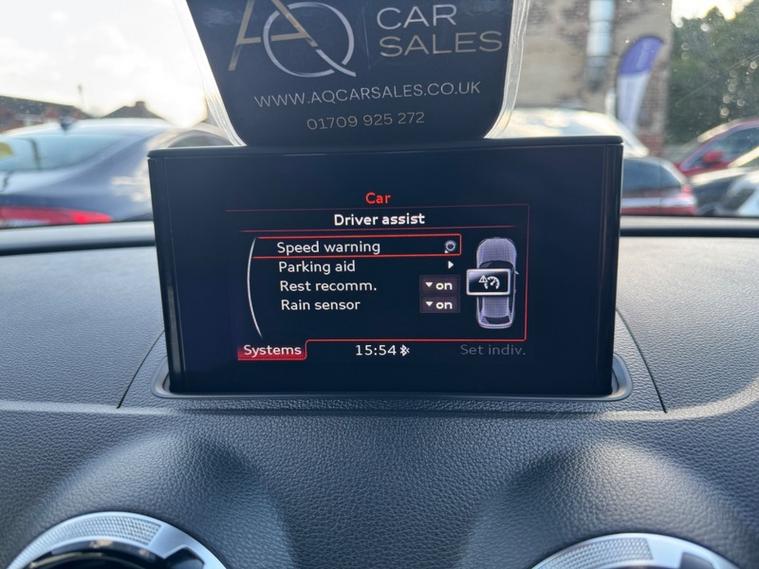 AQ CAR
SALES
WWW.AQCARSALES.CO.UK
01709 925 272
Car
Driver assist
Speed warning
Parking aid
Rest recomm. on
Rain sensor on
Systems 15:54 Set indiv.